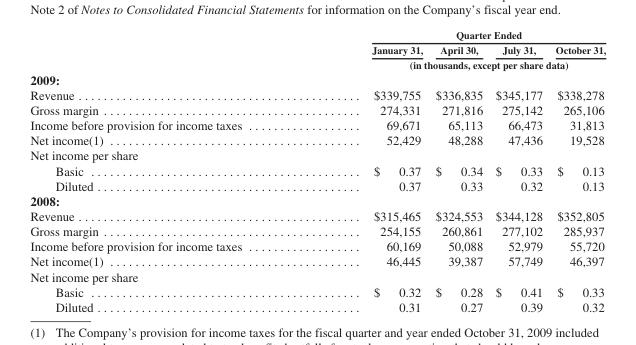 Note 2 of Notes to Consolidated Financial Statements for information on the Company's fiscal year end.
Quarter Ended
January 31, April 30, July 31, October 31,
(in thousands, except per share data)
2009:
Revenue . . . . . . . . . . . . . . . . . . . . . . . . . . . . . . . . . . . . . . . . . . $339,755 $336,835 $345,177 $338,278
Gross margin . . . . . . . . . . . . . . . . . . . . . . . . . . . . . . . . . . . . . . 274,331 271,816 275,142 265,106
Income before provision for income taxes . . . . . . . . . . . . . . . . 69,671 65,113 66,473 31,813
Net income(1) . . . . . . . . . . . . . . . . . . . . . . . . . . . . . . . . . . . . . 52,429 48,288 47,436 19,528
Net income per share
Basic . . . . . . . . . . . . . . . . . . . . . . . . . . . . . . . . . . . . . . . . $ 0.37 $ 0.34 $ 0.33 $ 0.13
Diluted . . . . . . . . . . . . . . . . . . . . . . . . . . . . . . . . . . . . . . . 0.37 0.33 0.32 0.13
2008:
Revenue . . . . . . . . . . . . . . . . . . . . . . . . . . . . . . . . . . . . . . . . . . $315,465 $324,553 $344,128 $352,805
Gross margin . . . . . . . . . . . . . . . . . . . . . . . . . . . . . . . . . . . . . . 254,155 260,861 277,102 285,937
Income before provision for income taxes . . . . . . . . . . . . . . . . 60,169 50,088 52,979 55,720
Net income(1) . . . . . . . . . . . . . . . . . . . . . . . . . . . . . . . . . . . . . 46,445 39,387 57,749 46,397
Net income per share
Basic . . . . . . . . . . . . . . . . . . . . . . . . . . . . . . . . . . . . . . . . $ 0.32 $ 0.28 $ 0.41 $ 0.33
Diluted . . . . . . . . . . . . . . . . . . . . . . . . . . . . . . . . . . . . . . . 0.31 0.27 0.39 0.32
(1) The Company's provision for income taxes for the fiscal quarter and year ended October 31, 2009 included